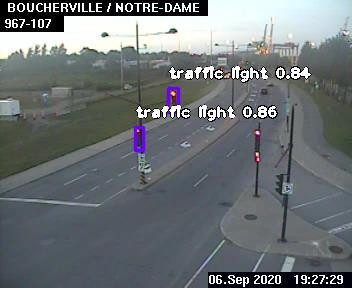 BOUCHERVILLE / NOTRE-DAME
967-107
traffic light 0.84
traffic light 0.86
06.Sep 2020 19:27:29